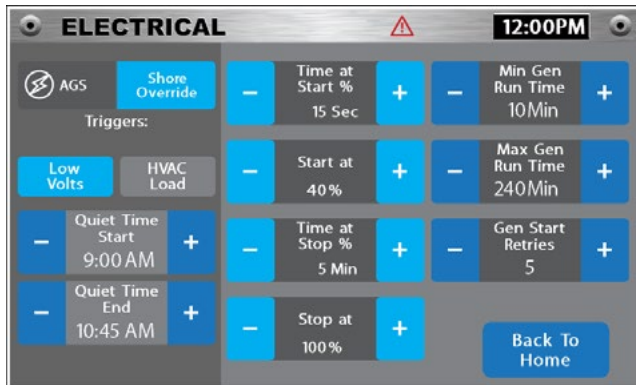 ELECTRICAL
12:00PM
AGS
Shore
Override
Triggers:
Low
Volts
HVAC
Load
−
Quiet Time
Start
9:00 AM
+
−
Quiet Time
End
10:45 AM
+
−
Time at
Start %
15 Sec
+
−
Start at
40%
+
−
Time at
Stop %
5 Min
+
−
Stop at
100%
+
−
Min Gen
Run Time
10Min
+
−
Max Gen
Run Time
240Min
+
−
Gen Start
Retries
5
+
Back To
Home